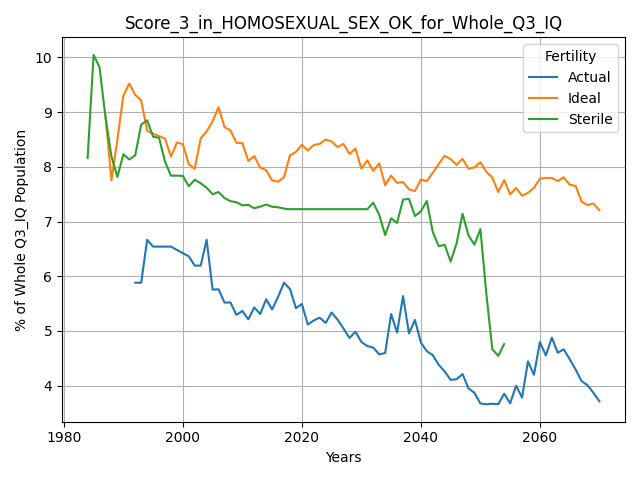 Score_3_in_HOMOSEXUAL_SEX_OK_for_Whole_Q3_IQ
Fertility
Actual
Ideal
Sterile
% of Whole Q3_IQ Population
10
9
8
7
6
5
4
1980
2000
2020
2040
2060
Years